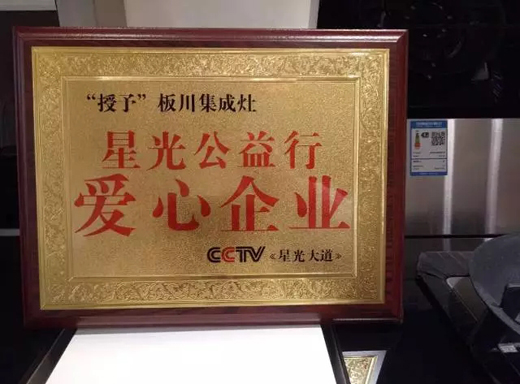 “授予”板川集成灶
星光公益行
爱心企业
CCTV《星光大道》